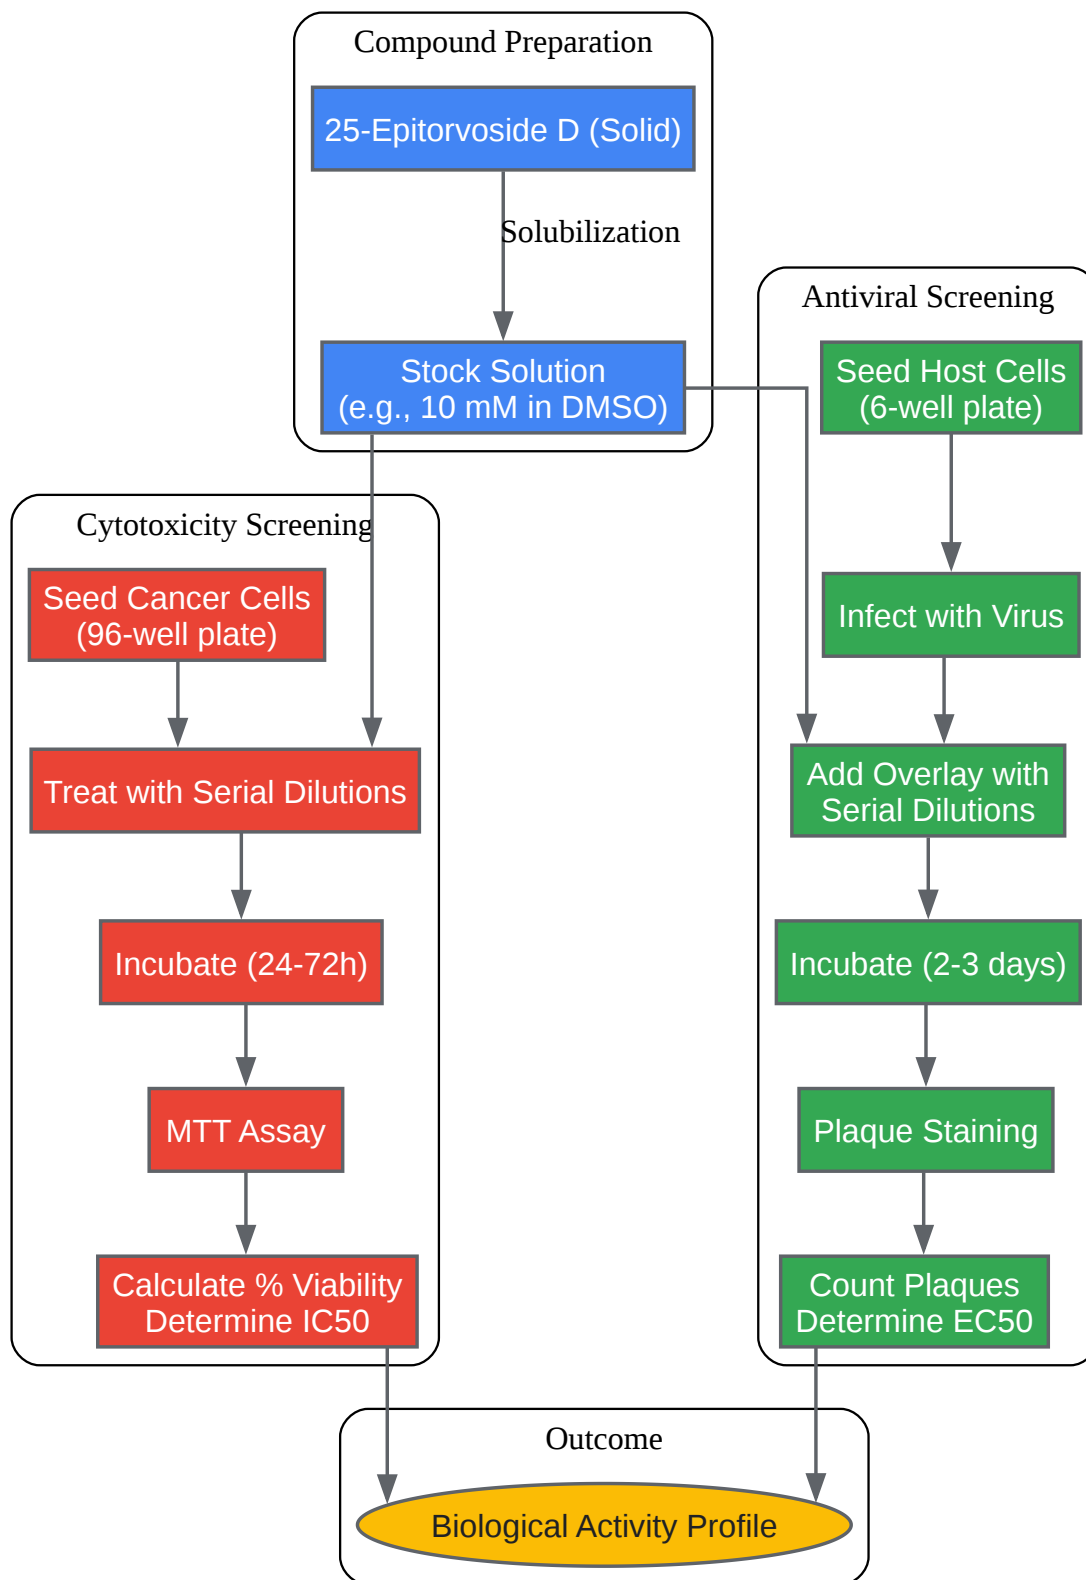 Compound Preparation
25-Epitorvoside D (Solid)
Solubilization
Stock Solution
(e.g., 10 mM in DMSO)
Cytotoxicity Screening
Seed Cancer Cells
(96-well plate)
Treat with Serial Dilutions
Incubate (24-72h)
MTT Assay
Calculate % Viability
Determine IC50
Antiviral Screening
Seed Host Cells
(6-well plate)
Infect with Virus
Add Overlay with
Serial Dilutions
Incubate (2-3 days)
Plaque Staining
Count Plaques
Determine EC50
Outcome
Biological Activity Profile